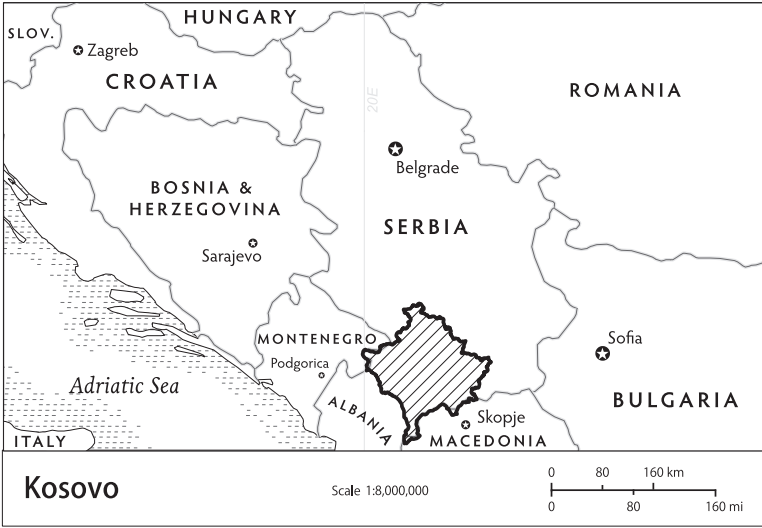 SLOV.
HUNGARY
Zagreb
CROATIA
20E
ROMANIA
Belgrade
BOSNIA &
HERZEGOVINA
SERBIA
Sarajevo
MONTENEGRO
Podgorica
Sofia
Adriatic Sea
ALBANIA
BULGARIA
Skopje
ITALY
MACEDONIA
Kosovo
Scale 1:8,000,000
0 80 160 km
0 80 160 mi